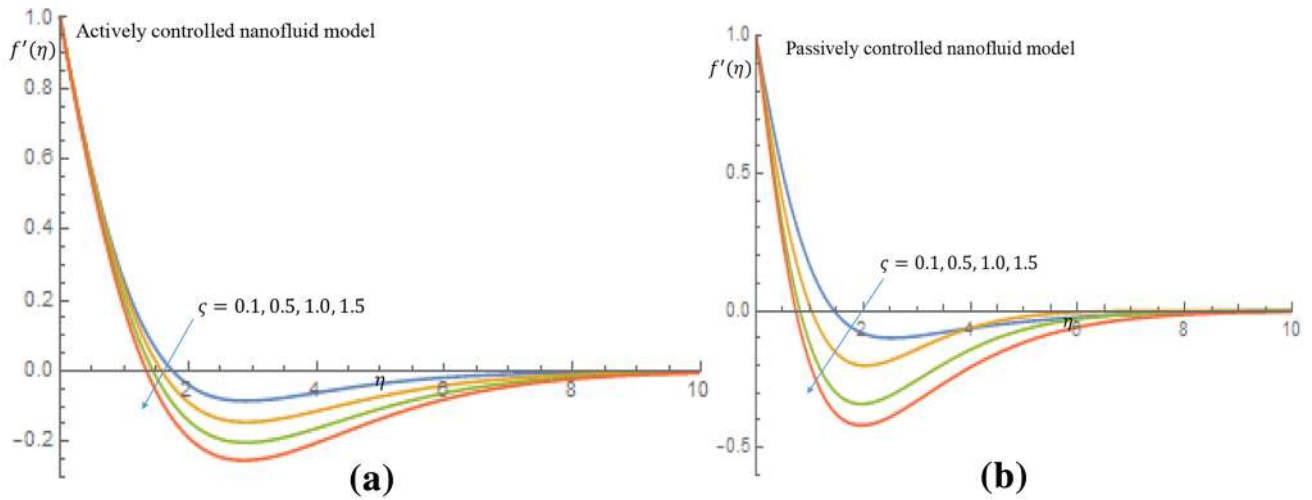 1.0
Actively controlled nanofluid model
f′(η)
0.8
0.6
0.4
0.2
ς = 0.1, 0.5, 1.0, 1.5
0.0
2
4
η
6
8
10
−0.2
(a)
1.0
Passively controlled nanofluid model
f′(η)
0.5
ς = 0.1, 0.5, 1.0, 1.5
0.0
2
4
η
6
8
10
−0.5
(b)